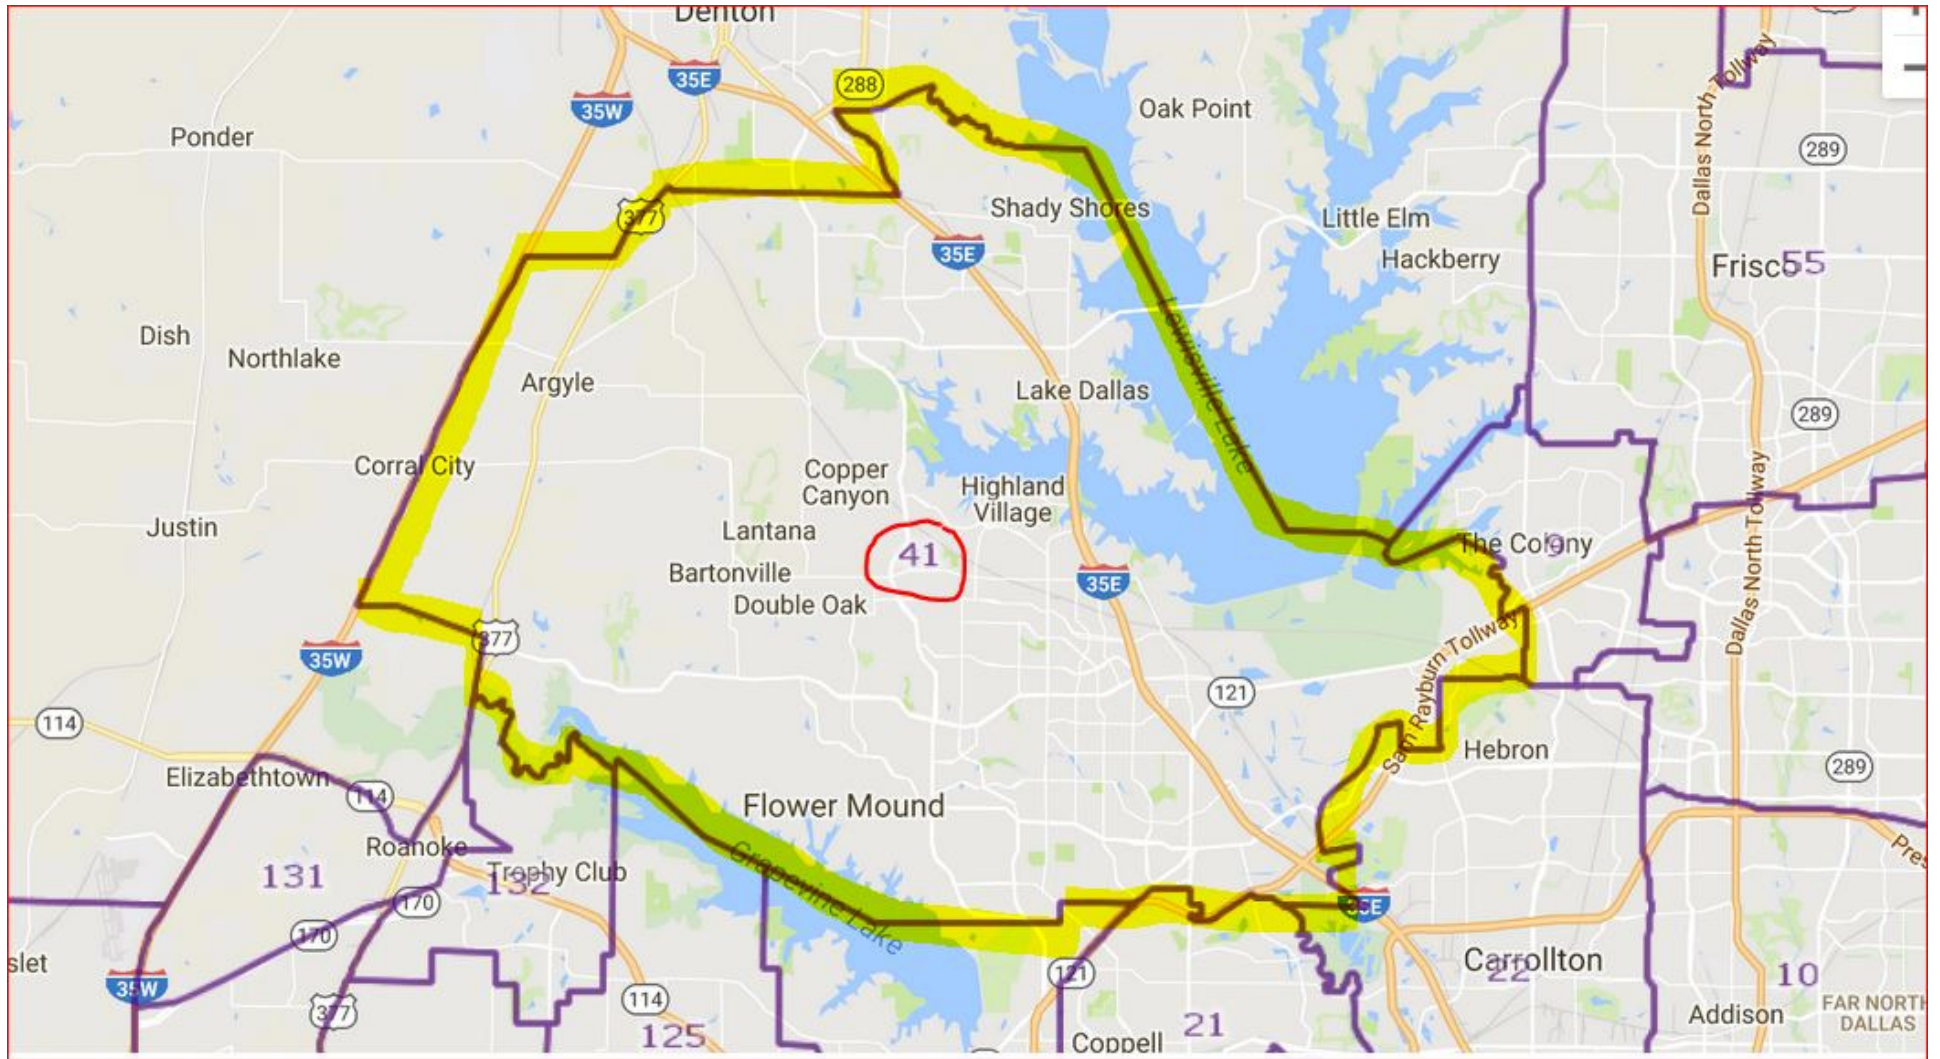 Denton
288
35E
35W
Oak Point
Ponder
Dallas North Tollway
289
Shady Shores
377
Little Elm
35E
Hackberry
Frisco
55
Dish
Northlake
Lewisville Lake
Argyle
Lake Dallas
289
Corral City
Copper
Canyon
Highland
Village
Justin
Lantana
41
The Colony
9
Dallas North Tollway
Bartonville
35E
Double Oak
377
35W
Sam Rayburn Tollway
121
114
Hebron
289
Elizabethtown
114
Flower Mound
Roanoke
Grapevine Lake
131
Trophy Club
132
170
35E
170
slet
Carrollton
22
121
10
35W
114
377
FAR NORTH
DALLAS
Addison
125
21
Coppell
Pres